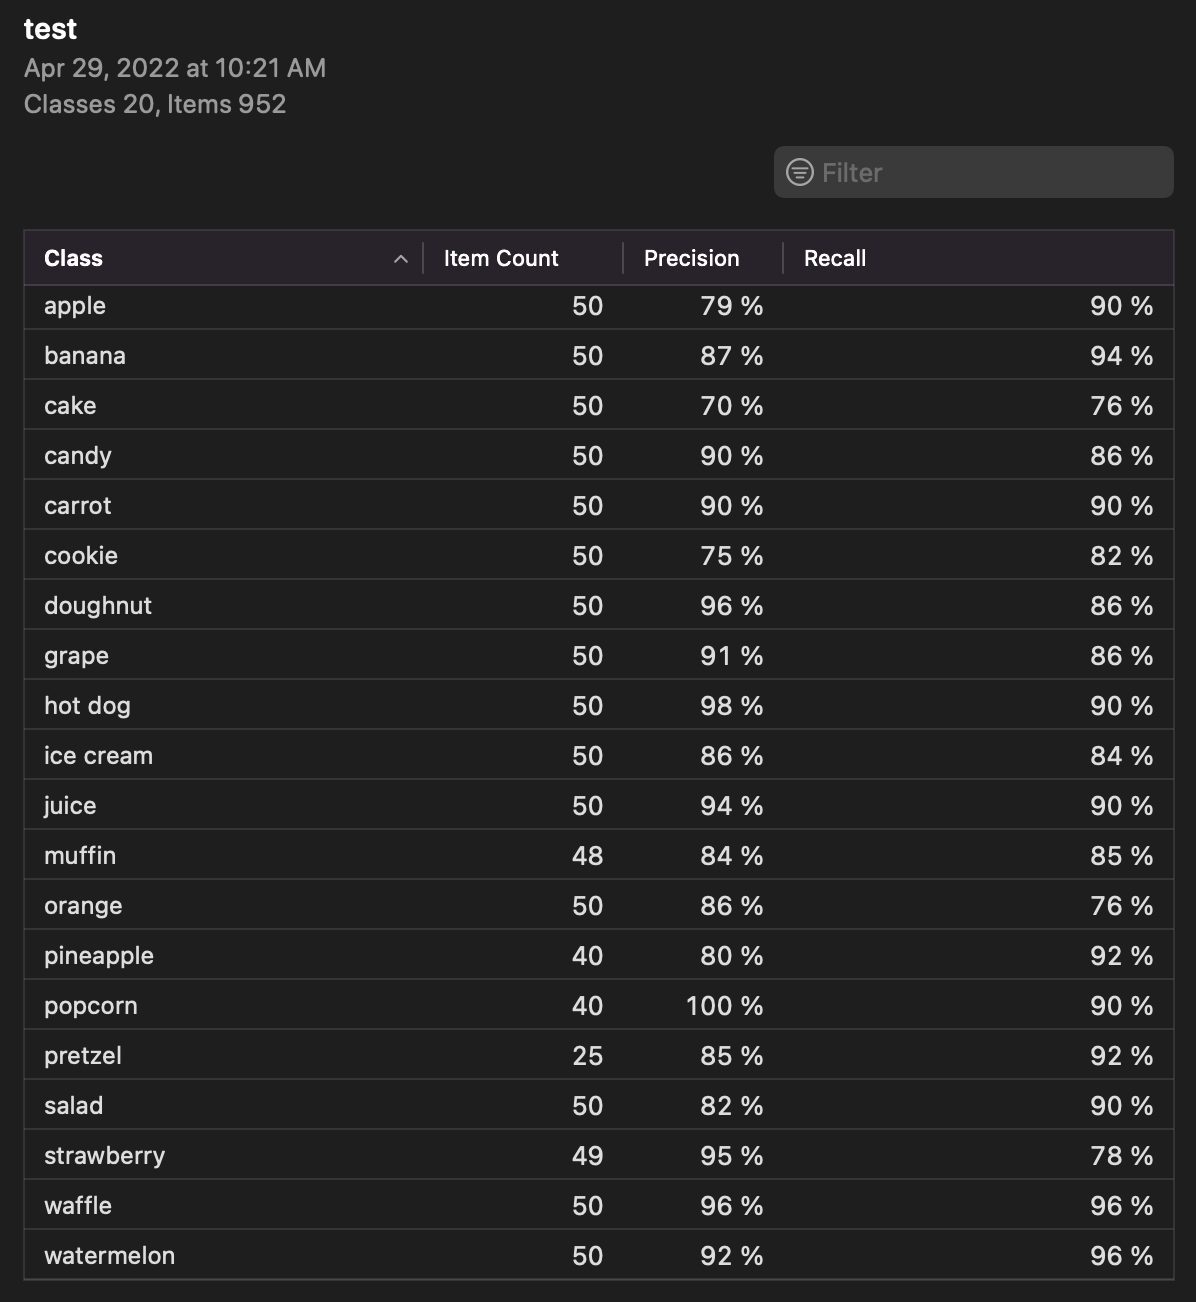 test
Apr 29, 2022 at 10:21 AM
Classes 20, Items 952
Filter
Class Item Count Precision Recall
apple 50 79 % 90 %
banana 50 87 % 94 %
cake 50 70 % 76 %
candy 50 90 % 86 %
carrot 50 90 % 90 %
cookie 50 75 % 82 %
doughnut 50 96 % 86 %
grape 50 91 % 86 %
hot dog 50 98 % 90 %
ice cream 50 86 % 84 %
juice 50 94 % 90 %
muffin 48 84 % 85 %
orange 50 86 % 76 %
pineapple 40 80 % 92 %
popcorn 40 100 % 90 %
pretzel 25 85 % 92 %
salad 50 82 % 90 %
strawberry 49 95 % 78 %
waffle 50 96 % 96 %
watermelon 50 92 % 96 %